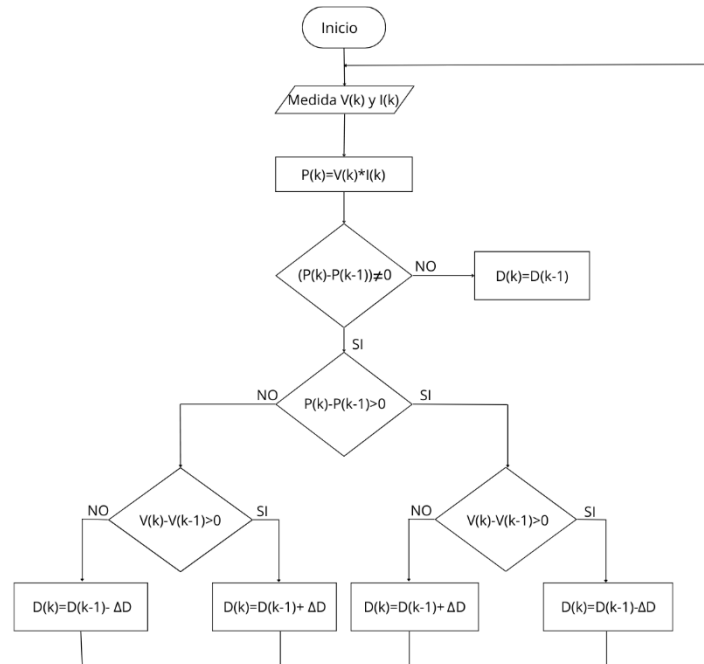 Inicio
Medida V(k) y I(k)
P(k)=V(k)*I(k)
(P(k)-P(k-1))≠0
NO
D(k)=D(k-1)
SI
NO
P(k)-P(k-1)>0
SI
NO
V(k)-V(k-1)>0
SI
NO
V(k)-V(k-1)>0
SI
D(k)=D(k-1)- ΔD
D(k)=D(k-1)+ ΔD
D(k)=D(k-1)+ ΔD
D(k)=D(k-1)-ΔD